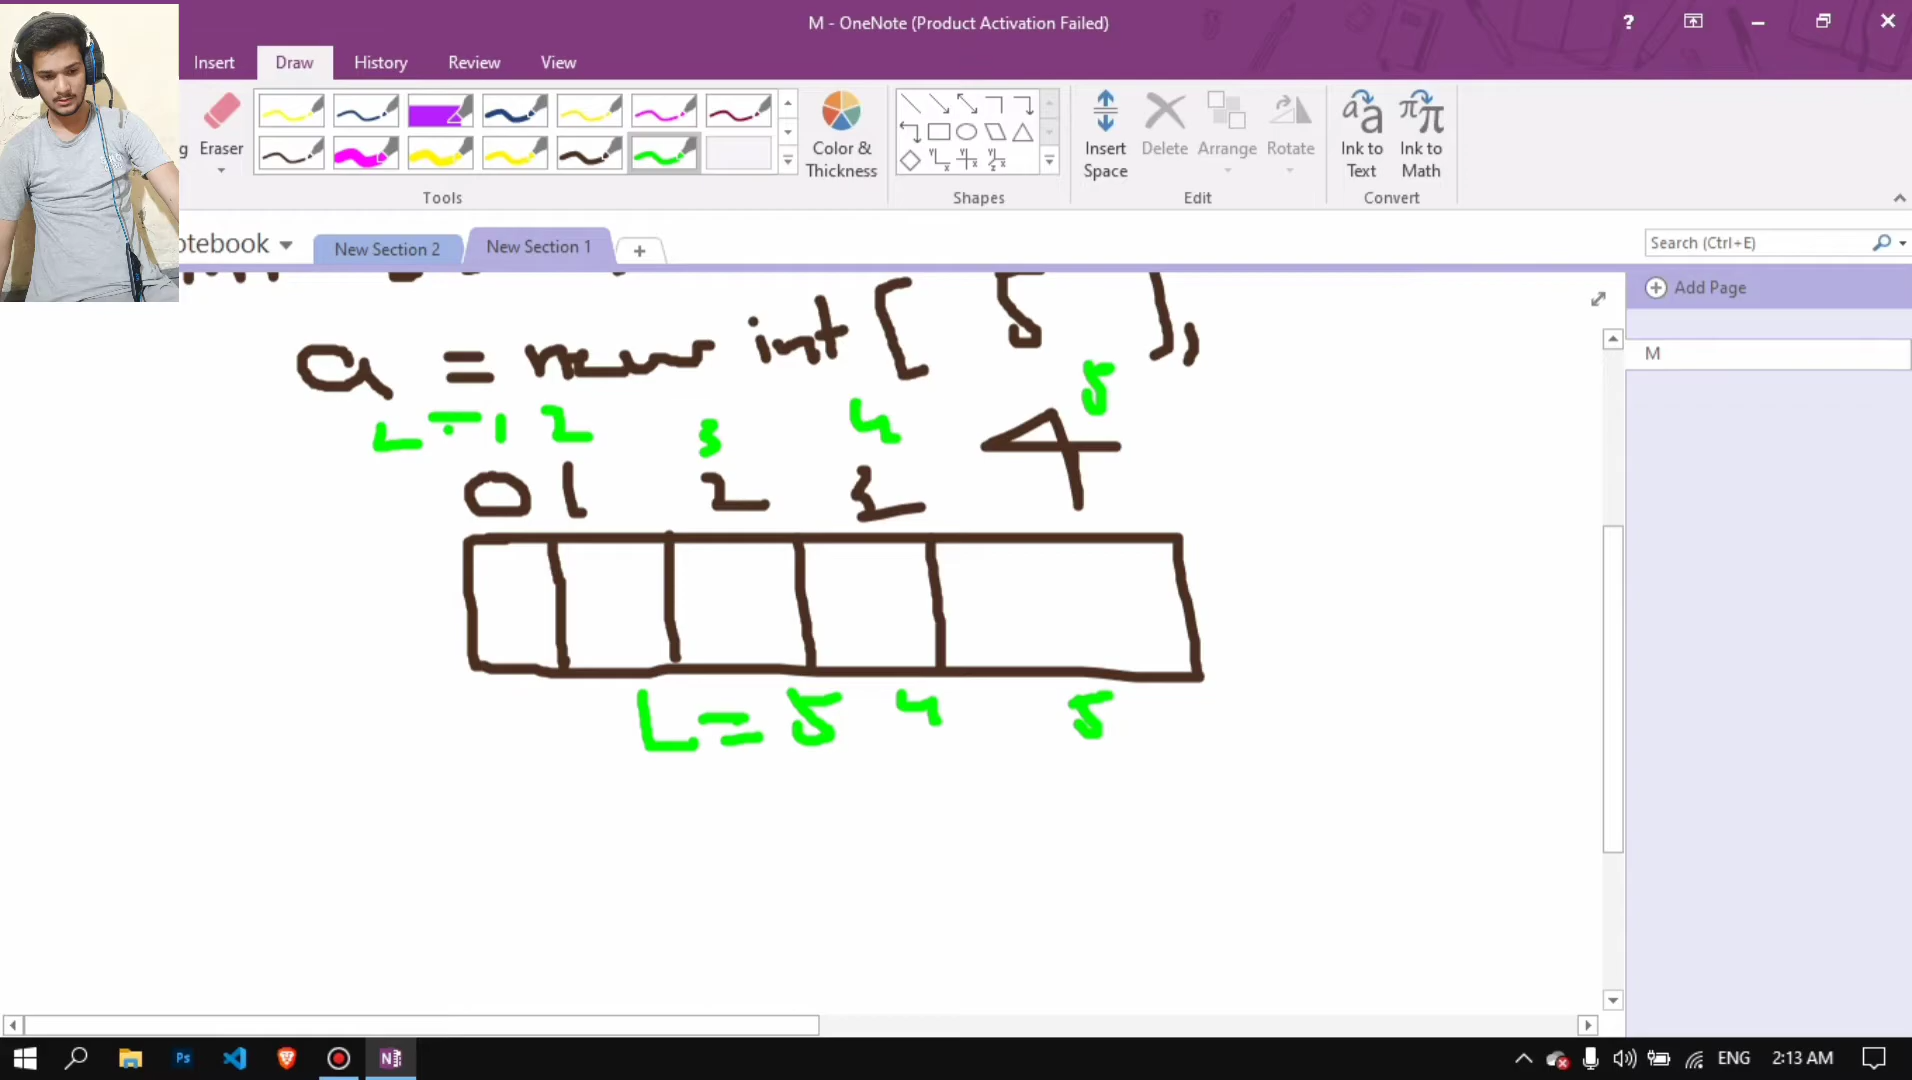 M - OneNote (Product Activation Failed)
Insert Draw History Review View
Eraser
Color & Thickness
Insert Space
Delete
Arrange
Rotate
Ink to Text
Ink to Math
Tools Shapes Edit Convert
otebook New Section 2 New Section 1
Search (Ctrl+E)
Add Page
M
a = new int [ 5 ];
L = 1 2 3 4 5
0 1 2 3 4
L = 5 4 5
Ps
N
ENG 2:13 AM